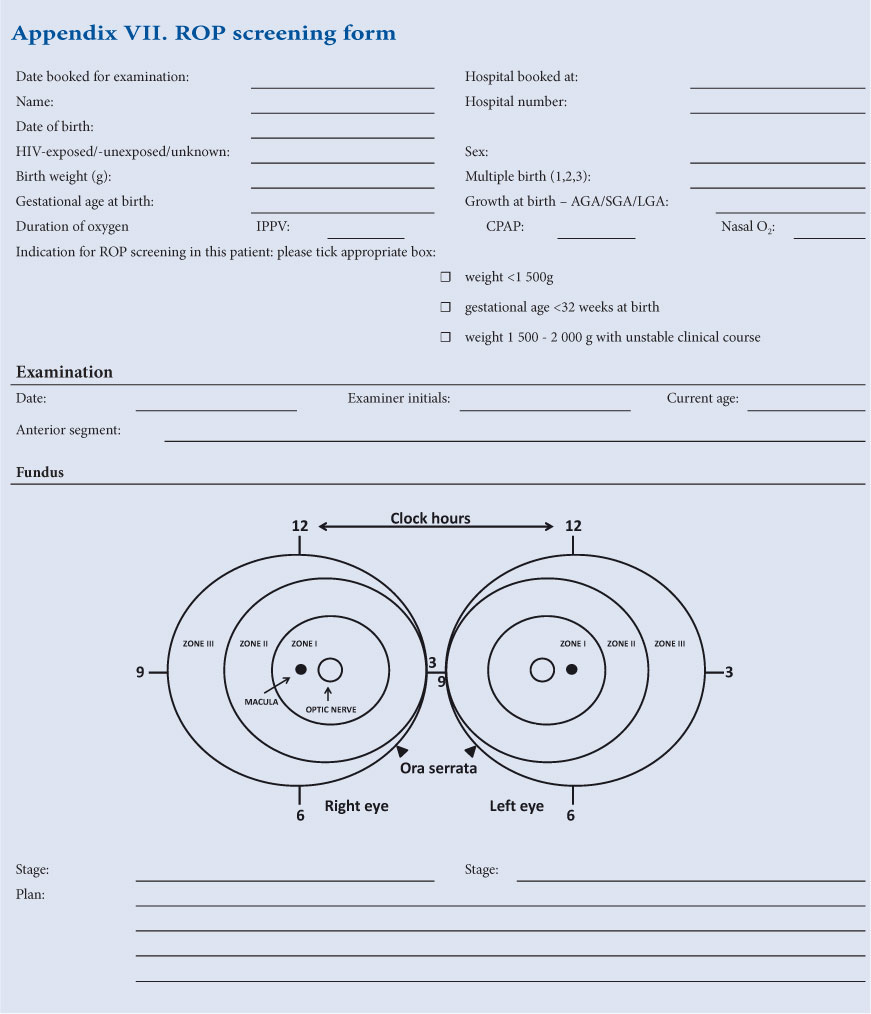 Appendix VII. ROP screening form
Date booked for examination: Hospital booked at:
Name: Hospital number:
Date of birth:
HIV-exposed/-unexposed/unknown: Sex:
Birth weight (g): Multiple birth (1,2,3):
Gestational age at birth: Growth at birth – AGA/SGA/LGA:
Duration of oxygen IPPV: CPAP: Nasal O₂:
Indication for ROP screening in this patient: please tick appropriate box:
❒ weight <1 500g
❒ gestational age <32 weeks at birth
❒ weight 1 500 - 2 000 g with unstable clinical course
Examination
Date: Examiner initials: Current age:
Anterior segment:
Fundus
12 Clock hours 12
ZONE III ZONE II ZONE I ZONE I ZONE II ZONE III
9 3 9 3
MACULA OPTIC NERVE
Ora serrata
6 Right eye Left eye 6
Stage: Stage:
Plan: